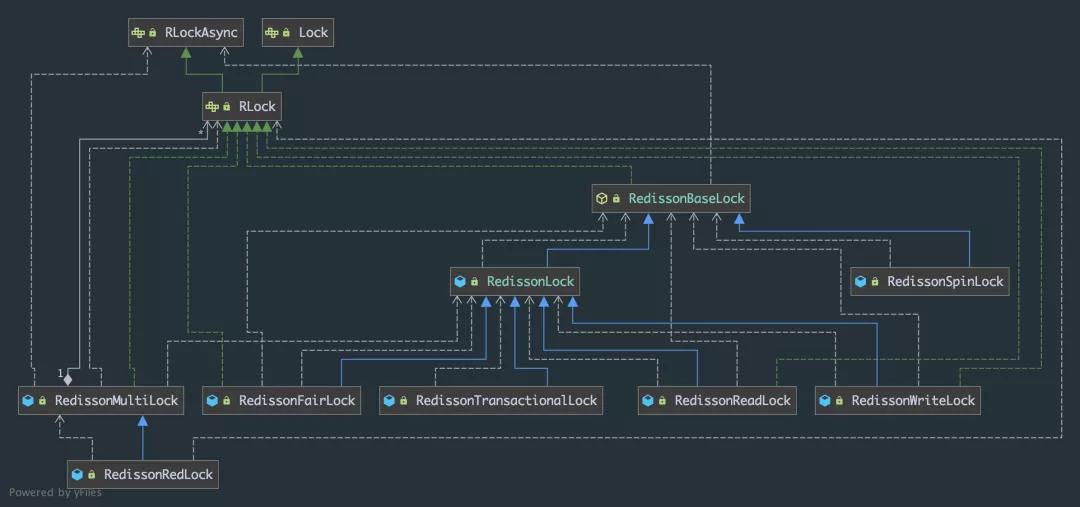 RLockAsync
Lock
RLock
*
RedissonBaseLock
RedissonLock
RedissonSpinLock
1
RedissonMultiLock
RedissonFairLock
RedissonTransactionalLock
RedissonReadLock
RedissonWriteLock
RedissonRedLock
Powered by yFiles